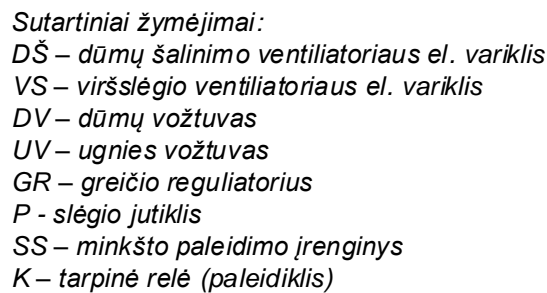 Sutartiniai žymėjimai:
DŠ – dūmų šalinimo ventiliatoriaus el. variklis
VS – viršslėgio ventiliatoriaus el. variklis
DV – dūmų vožtuvas
UV – ugnies vožtuvas
GR – greičio reguliatorius
P - slėgio jutiklis
SS – minkšto paleidimo įrenginys
K – tarpinė relė (paleidiklis)